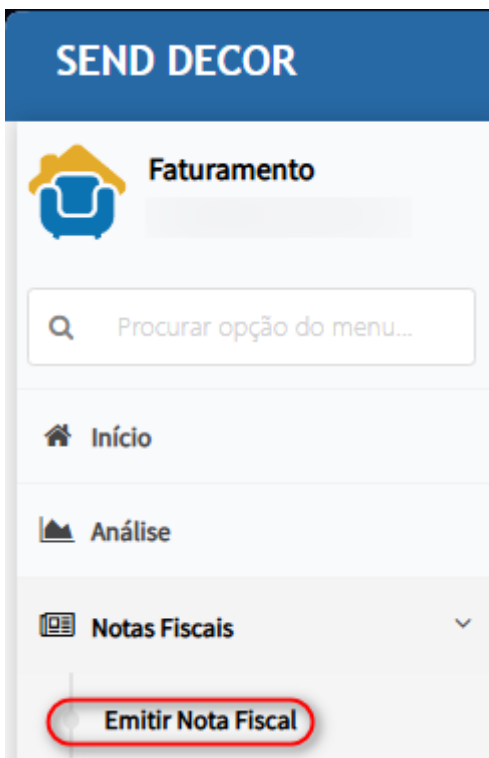 SEND DECOR
Faturamento
Procurar opção do menu...
Início
Análise
Notas Fiscais
Emitir Nota Fiscal